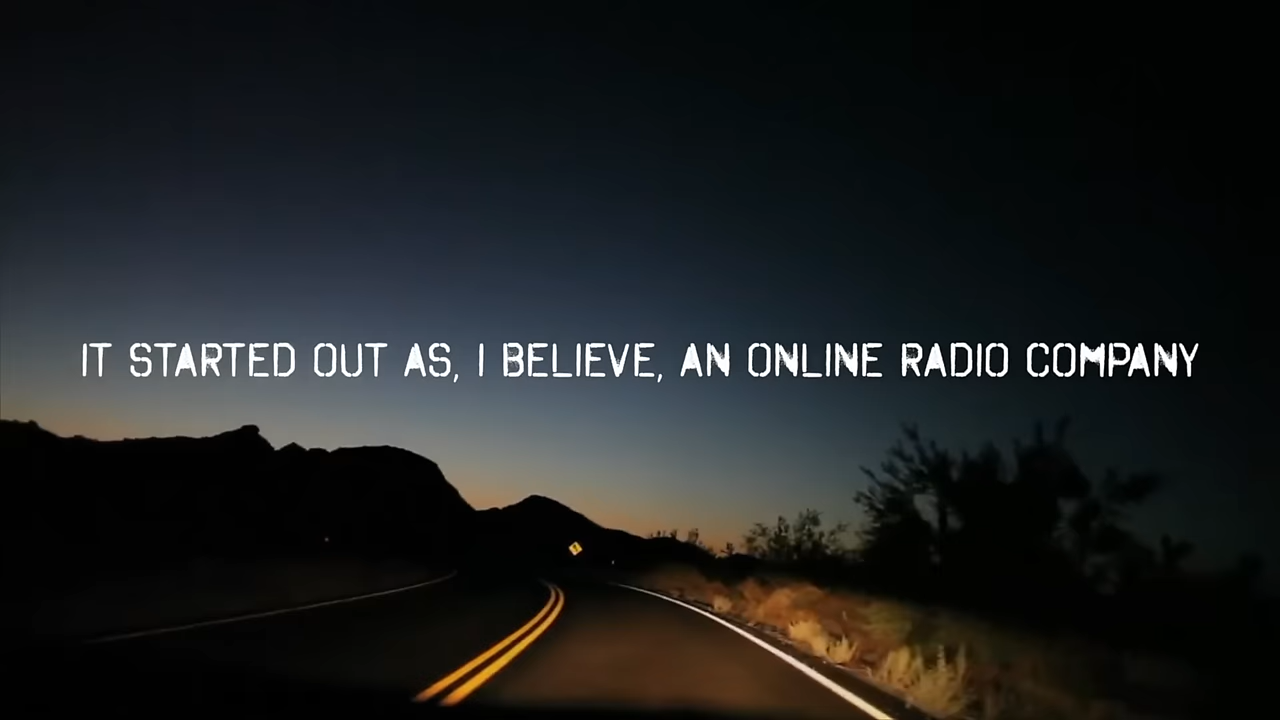 IT STARTED OUT AS, I BELIEVE, AN ONLINE RADIO COMPANY